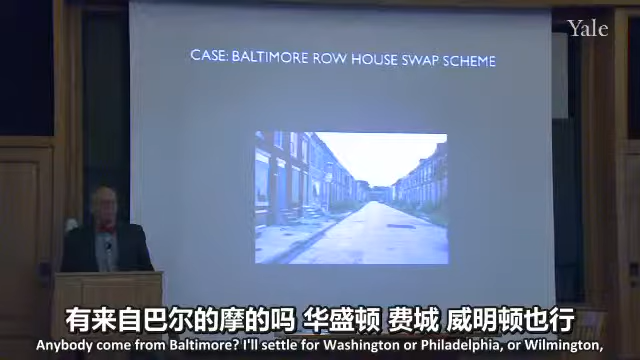 Yale
CASE: BALTIMORE ROW HOUSE SWAP SCHEME
有来自巴尔的摩的吗 华盛顿 费城 威明顿也行
Anybody come from Baltimore? I'll settle for Washington or Philadelphia, or Wilmington,